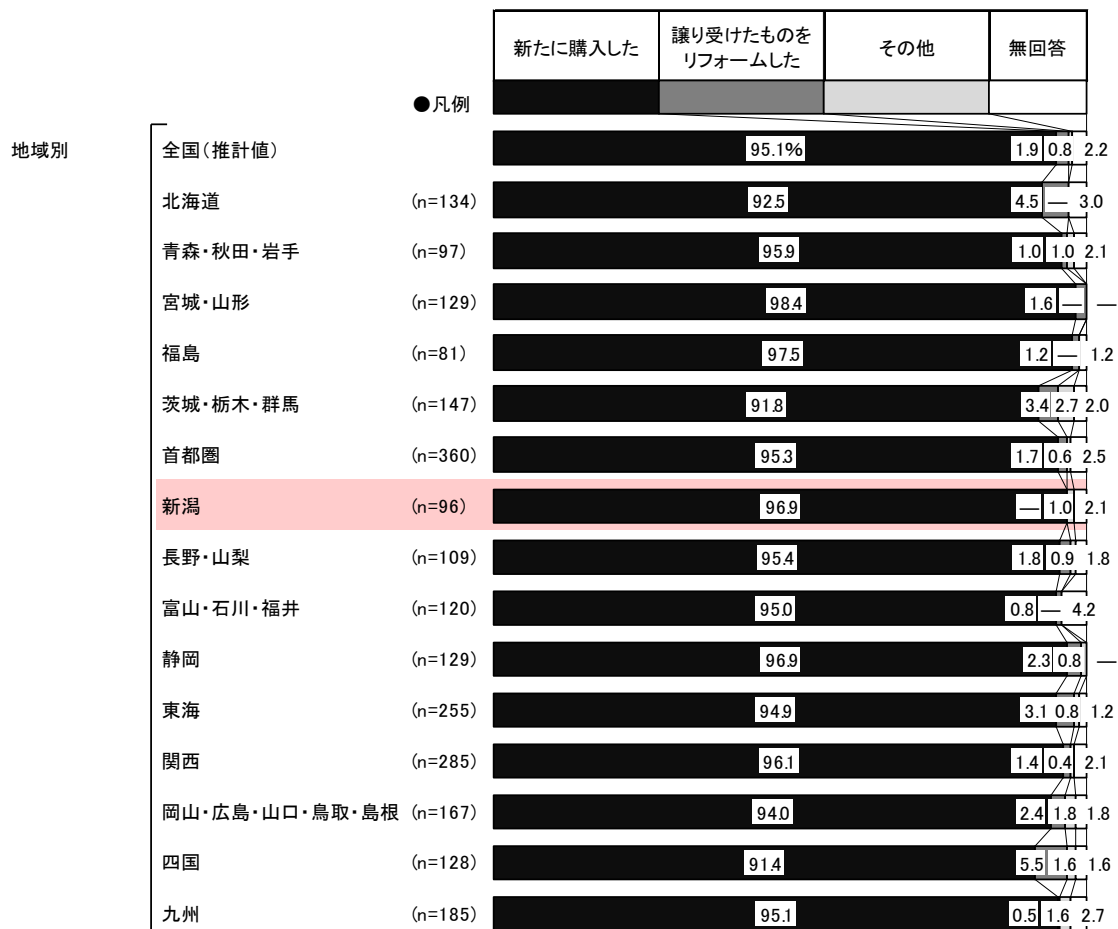 新たに購入した 譲り受けたものを その他 無回答
リフォームした
●凡例
地域別 全国(推計値) 95.1% 1.9 0.8 2.2
北海道 (n=134) 92.5 4.5 — 3.0
青森・秋田・岩手 (n=97) 95.9 1.0 1.0 2.1
宮城・山形 (n=129) 98.4 1.6 — —
福島 (n=81) 97.5 1.2 — 1.2
茨城・栃木・群馬 (n=147) 91.8 3.4 2.7 2.0
首都圏 (n=360) 95.3 1.7 0.6 2.5
新潟 (n=96) 96.9 — 1.0 2.1
長野・山梨 (n=109) 95.4 1.8 0.9 1.8
富山・石川・福井 (n=120) 95.0 0.8 — 4.2
静岡 (n=129) 96.9 2.3 0.8 —
東海 (n=255) 94.9 3.1 0.8 1.2
関西 (n=285) 96.1 1.4 0.4 2.1
岡山・広島・山口・鳥取・島根 (n=167) 94.0 2.4 1.8 1.8
四国 (n=128) 91.4 5.5 1.6 1.6
九州 (n=185) 95.1 0.5 1.6 2.7